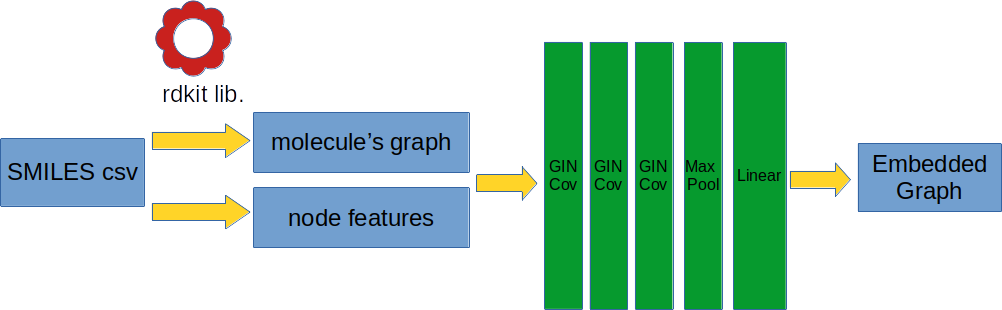 rdkit lib.
SMILES csv
molecule's graph
node features
GIN
Cov
GIN
Cov
GIN
Cov
Max
Pool
Linear
Embedded
Graph